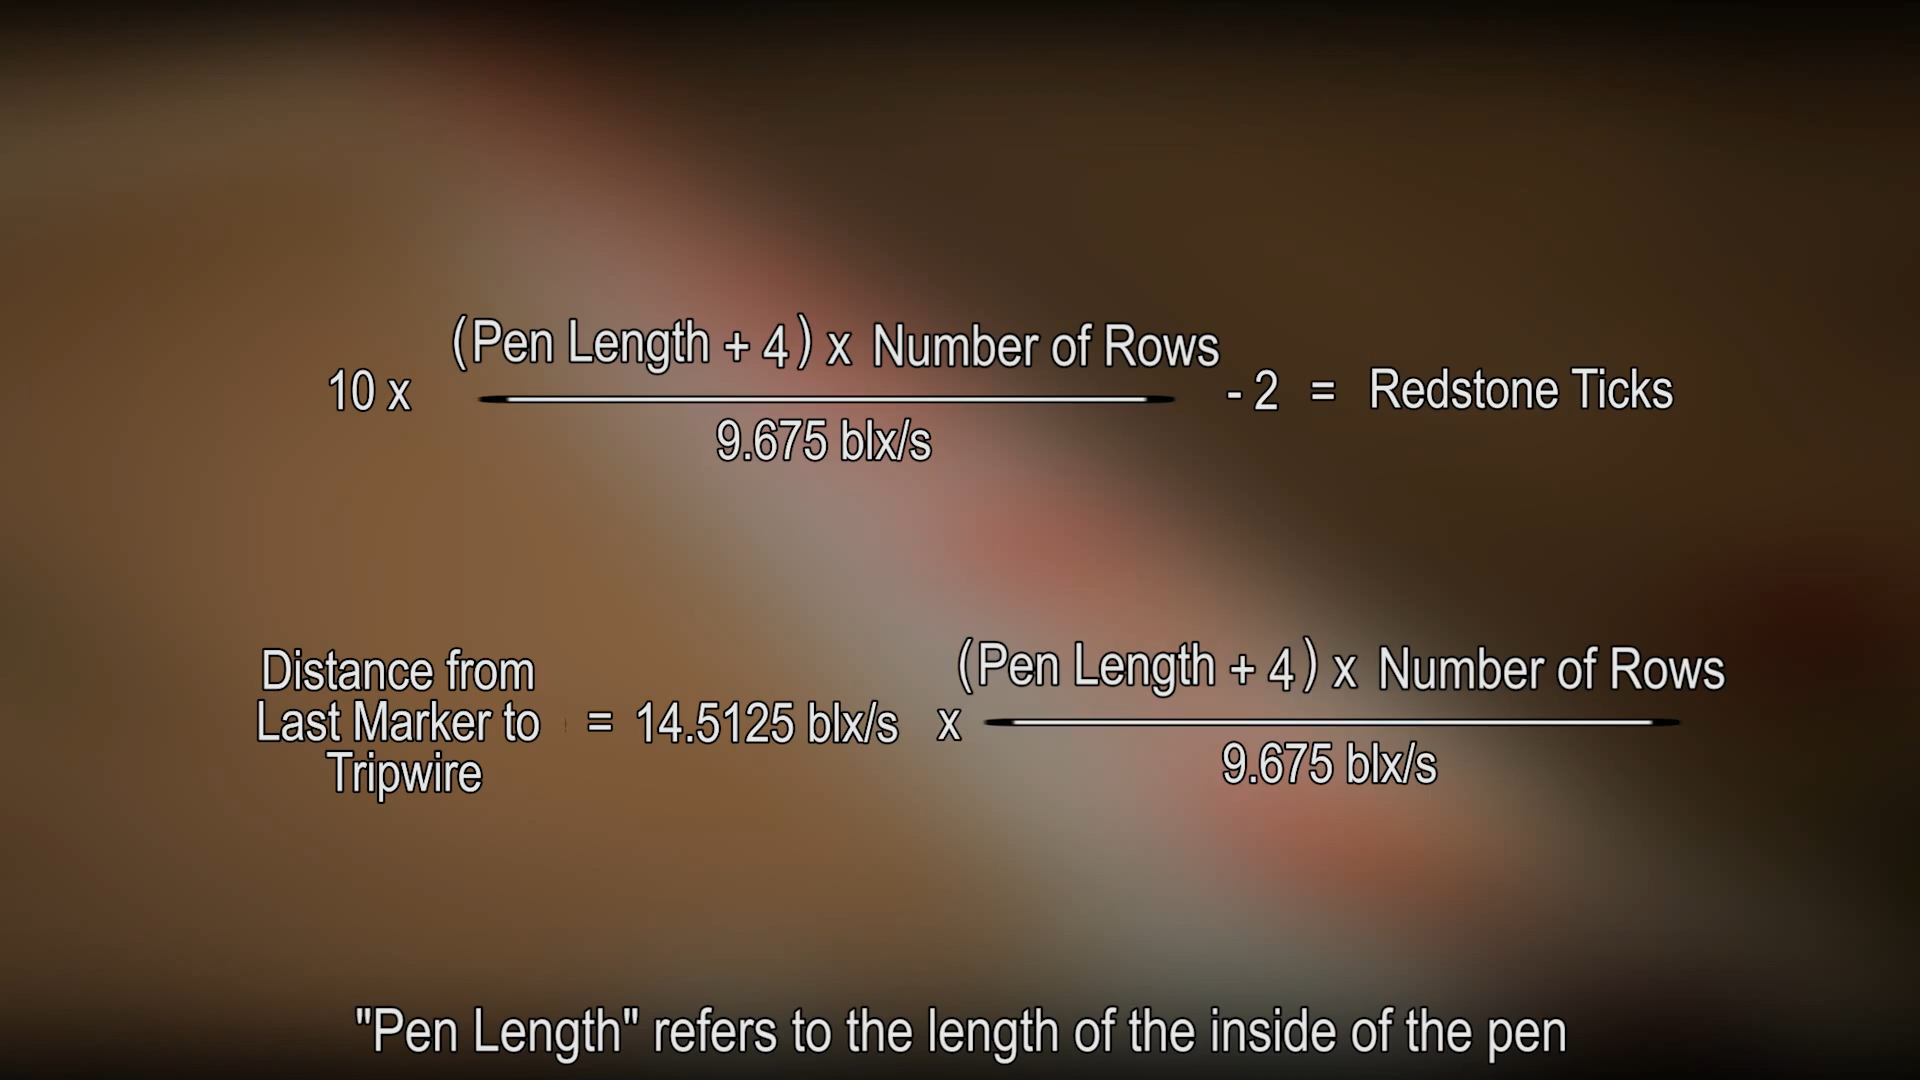 (Pen Length + 4) x Number of Rows
10 x - 2 = Redstone Ticks
9.675 blx/s
(Pen Length + 4) x Number of Rows
Distance from
Last Marker to = 14.5125 blx/s x
Tripwire
9.675 blx/s
"Pen Length" refers to the length of the inside of the pen